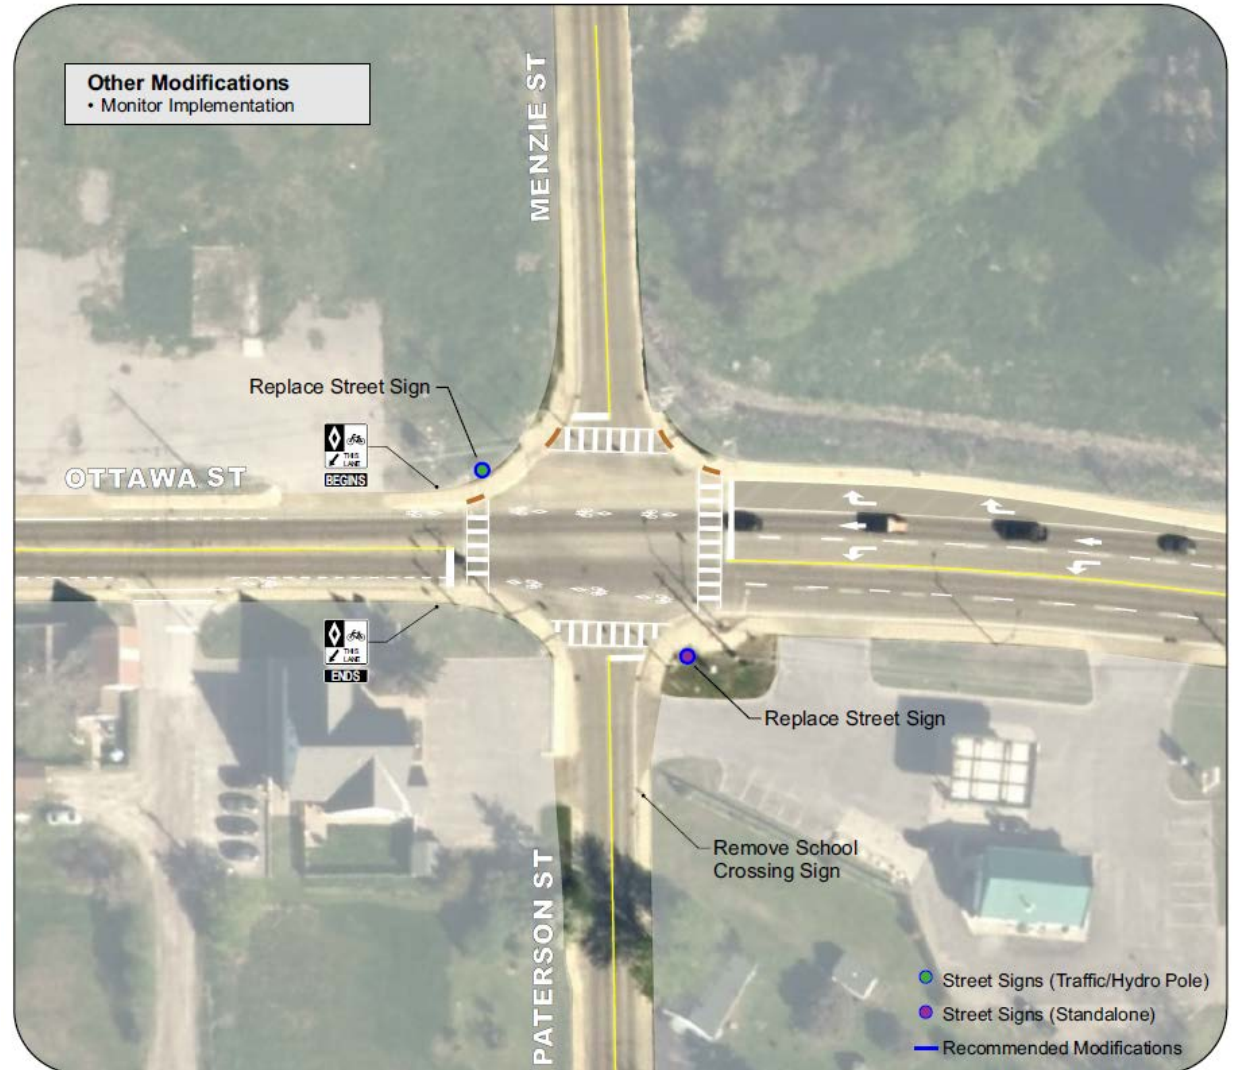 Other Modifications
• Monitor Implementation
MENZIE ST
Replace Street Sign
THIS
LANE
BEGINS
OTTAWA ST
THIS
LANE
ENDS
Replace Street Sign
Remove School
Crossing Sign
PATERSON ST
Street Signs (Traffic/Hydro Pole)
Street Signs (Standalone)
Recommended Modifications